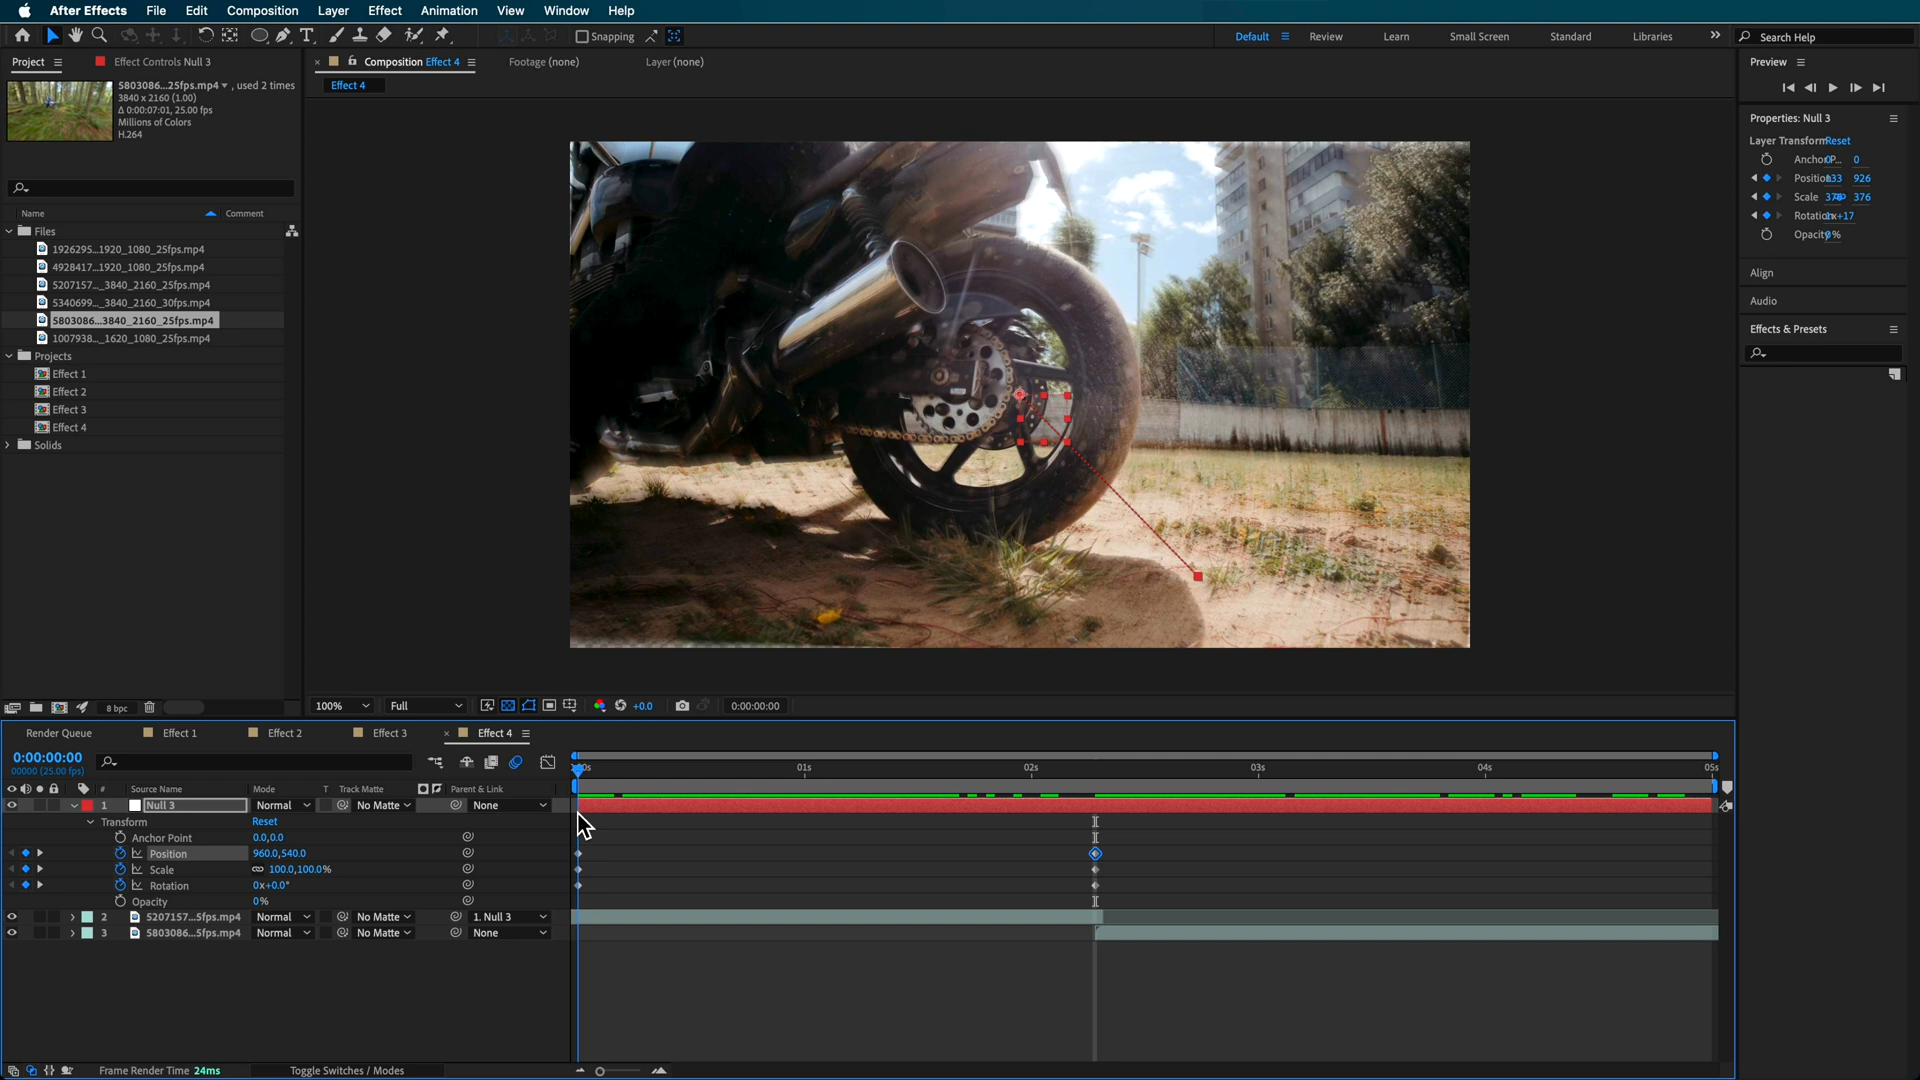 After Effects File Edit Composition Layer Effect Animation View Window Help
Snapping Default Review Learn Small Screen Standard Libraries Search Help
Project Effect Controls Null 3 Composition Effect 4 Footage (none) Layer (none) Preview
5803086...25fps.mp4 , used 2 times
3840 x 2160 (1.00)
Δ 0:00:07:01, 25.00 fps
Millions of Colors
H.264
Effect 4
Properties: Null 3
Layer Transform Reset
0 0
Position 926
Scale 376 376
+17
Opacity %
Align
Audio
Effects & Presets
Name Comment
Files
1926295...1920_1080_25fps.mp4
4928417...1920_1080_25fps.mp4
5207157..._3840_2160_25fps.mp4
5340699..._3840_2160_30fps.mp4
5803086...3840_2160_25fps.mp4
1007938..._1620_1080_25fps.mp4
Projects
Effect 1
Effect 2
Effect 3
Effect 4
Solids
8 bpc 100% Full +0.0 0:00:00:00
Render Queue Effect 1 Effect 2 Effect 3 Effect 4
0:00:00:00
00000 (25.00 fps)
01s 02s 03s 04s 05s
# Source Name Mode T Track Matte Parent & Link
1 Null 3 Normal No Matte None
Transform Reset
Anchor Point 0.0,0.0
Position 960.0,540.0
Scale 100.0,100.0%
Rotation 0x+0.0°
Opacity 0%
2 5207157...5fps.mp4 Normal No Matte 1. Null 3
3 5803086...5fps.mp4 Normal No Matte None
Frame Render Time 24ms Toggle Switches / Modes